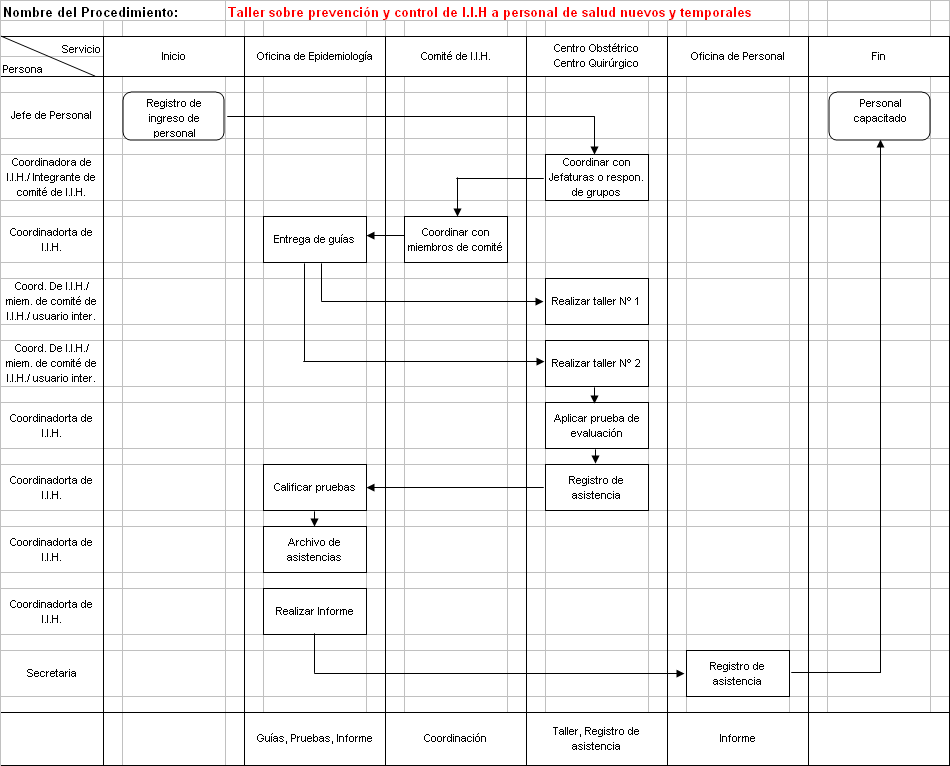 Nombre del Procedimiento: Taller sobre prevención y control de I.I.H a personal de salud nuevos y temporales
Servicio
Persona
Inicio
Oficina de Epidemiología
Comité de I.I.H.
Centro Obstétrico
Centro Quirúrgico
Oficina de Personal
Fin
Jefe de Personal
Registro de
ingreso de
personal
Personal
capacitado
Coordinadora de
I.I.H./ Integrante de
comité de I.I.H.
Coordinar con
Jefaturas o respon.
de grupos
Coordinadorta de
I.I.H.
Entrega de guías
Coordinar con
miembros de comité
Coord. De I.I.H./
miem. de comité de
I.I.H./ usuario inter.
Realizar taller Nº 1
Coord. De I.I.H./
miem. de comité de
I.I.H./ usuario inter.
Realizar taller Nº 2
Coordinadorta de
I.I.H.
Aplicar prueba de
evaluación
Coordinadorta de
I.I.H.
Calificar pruebas
Registro de
asistencia
Coordinadorta de
I.I.H.
Archivo de
asistencias
Coordinadorta de
I.I.H.
Realizar Informe
Secretaria
Registro de
asistencia
Guías, Pruebas, Informe
Coordinación
Taller, Registro de
asistencia
Informe